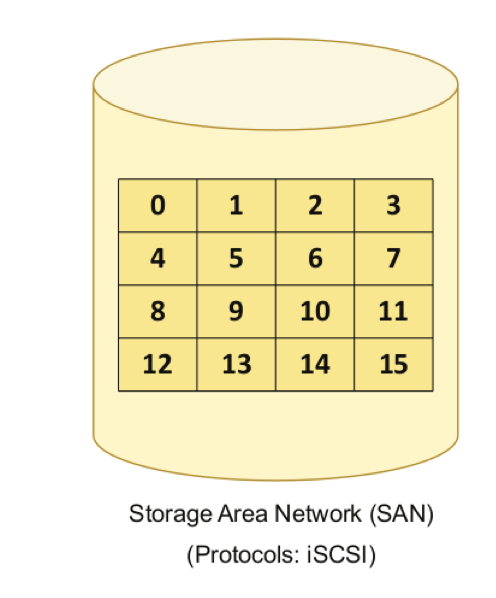 0 1 2 3
4 5 6 7
8 9 10 11
12 13 14 15
Storage Area Network (SAN)
(Protocols: iSCSI)